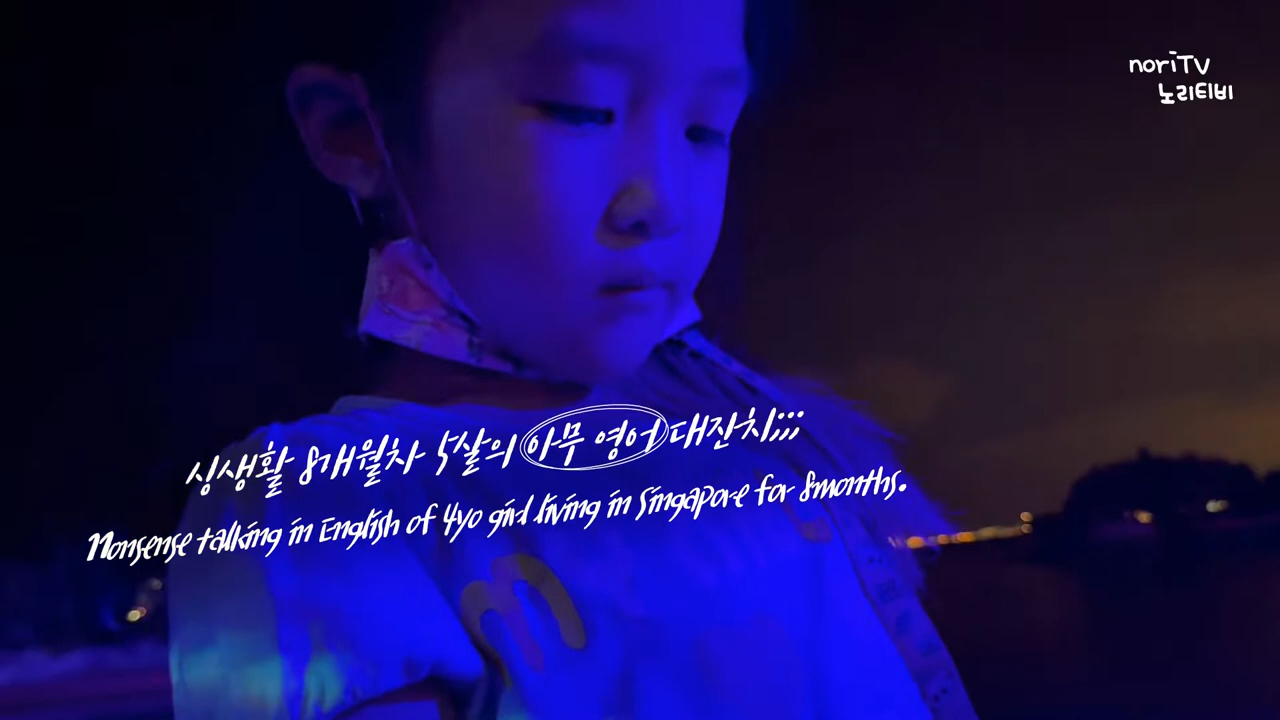 noriTV
노리티비
싱생활 8개월차 5살의 아무 영어 대잔치;;;
Nonsense talking in English of 4yo girl living in Singapore for 8months.